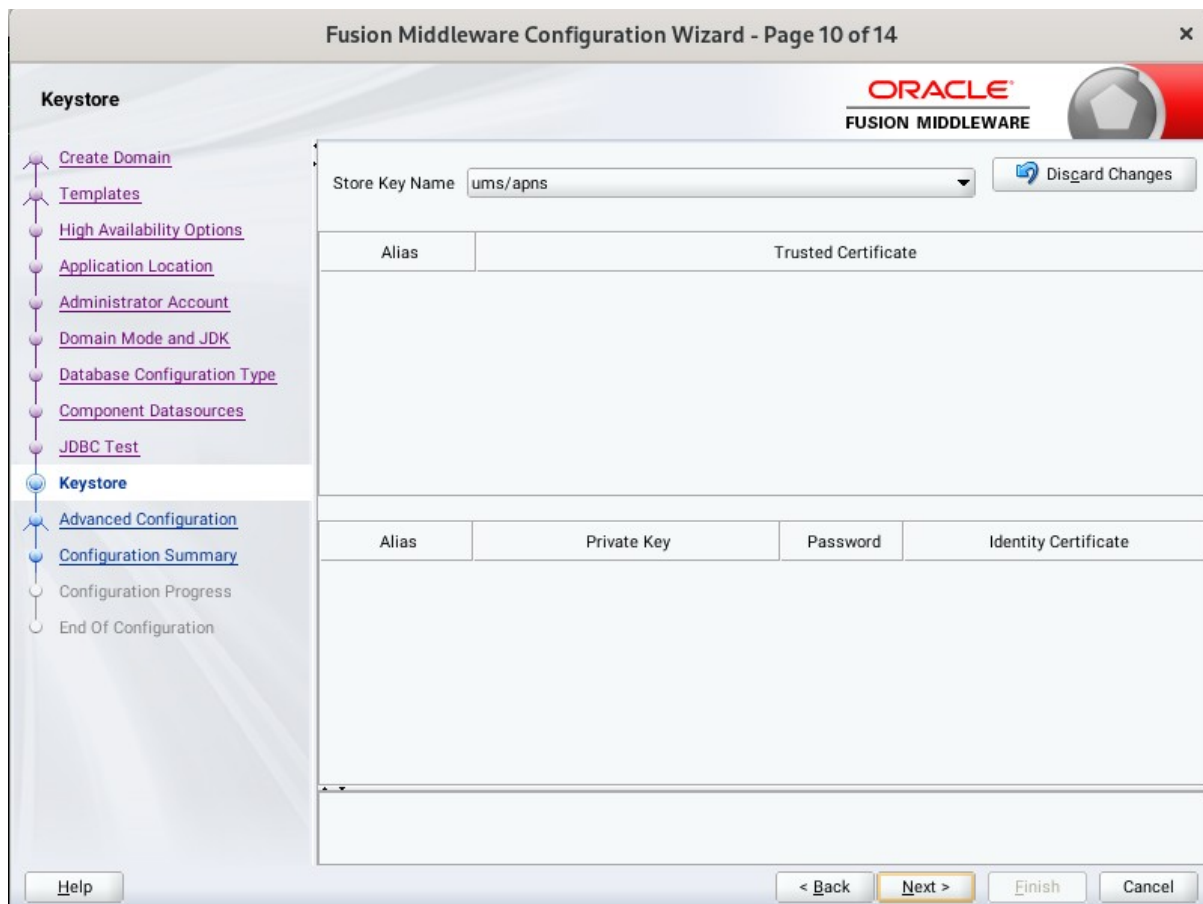 Fusion Middleware Configuration Wizard - Page 10 of 14
×
Keystore
ORACLE
FUSION MIDDLEWARE
Create Domain
Templates
High Availability Options
Application Location
Administrator Account
Domain Mode and JDK
Database Configuration Type
Component Datasources
JDBC Test
Keystore
Advanced Configuration
Configuration Summary
Configuration Progress
End Of Configuration
Store Key Name ums/apns Discard Changes
Alias Trusted Certificate
Alias Private Key Password Identity Certificate
Help < Back Next > Finish Cancel